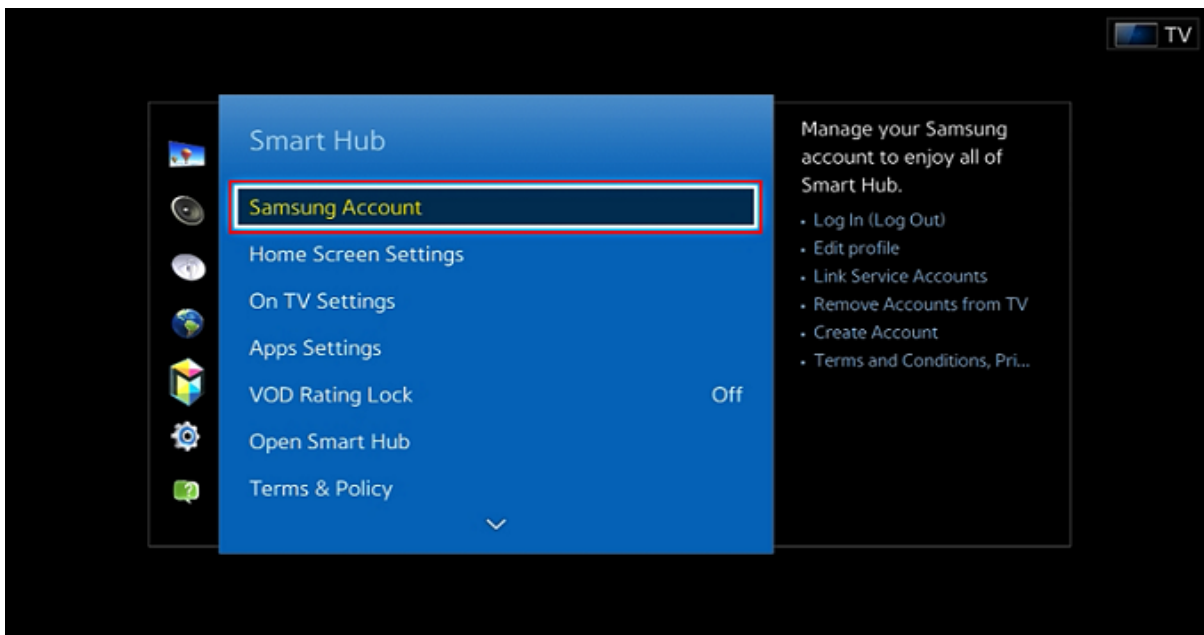 TV
Smart Hub
Samsung Account
Home Screen Settings
On TV Settings
Apps Settings
VOD Rating Lock Off
Open Smart Hub
Terms & Policy
Manage your Samsung
account to enjoy all of
Smart Hub.
• Log In (Log Out)
• Edit profile
• Link Service Accounts
• Remove Accounts from TV
• Create Account
• Terms and Conditions, Pri...